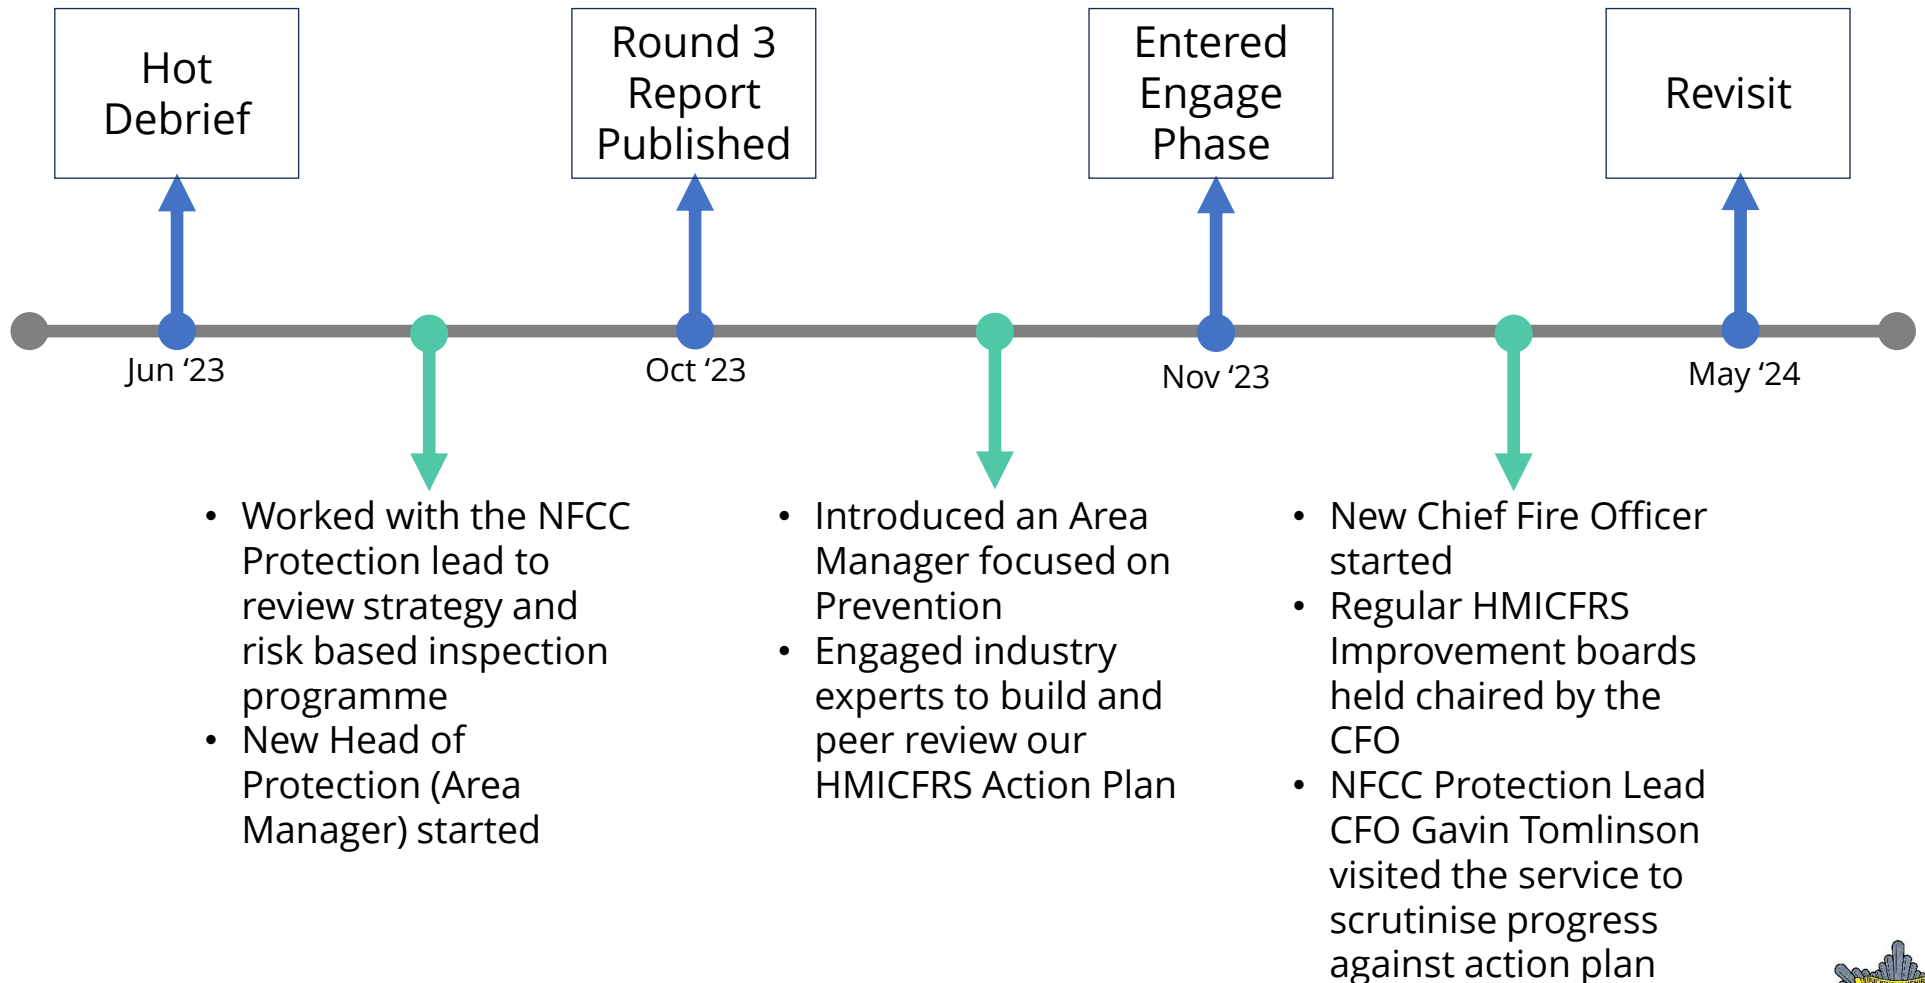 Hot
Debrief
Round 3
Report
Published
Entered
Engage
Phase
Revisit
Jun ‘23
Oct ‘23
Nov ‘23
May ‘24
• Worked with the NFCC
Protection lead to
review strategy and
risk based inspection
programme
• New Head of
Protection (Area
Manager) started
• Introduced an Area
Manager focused on
Prevention
• Engaged industry
experts to build and
peer review our
HMICFRS Action Plan
• New Chief Fire Officer
started
• Regular HMICFRS
Improvement boards
held chaired by the
CFO
• NFCC Protection Lead
CFO Gavin Tomlinson
visited the service to
scrutinise progress
against action plan